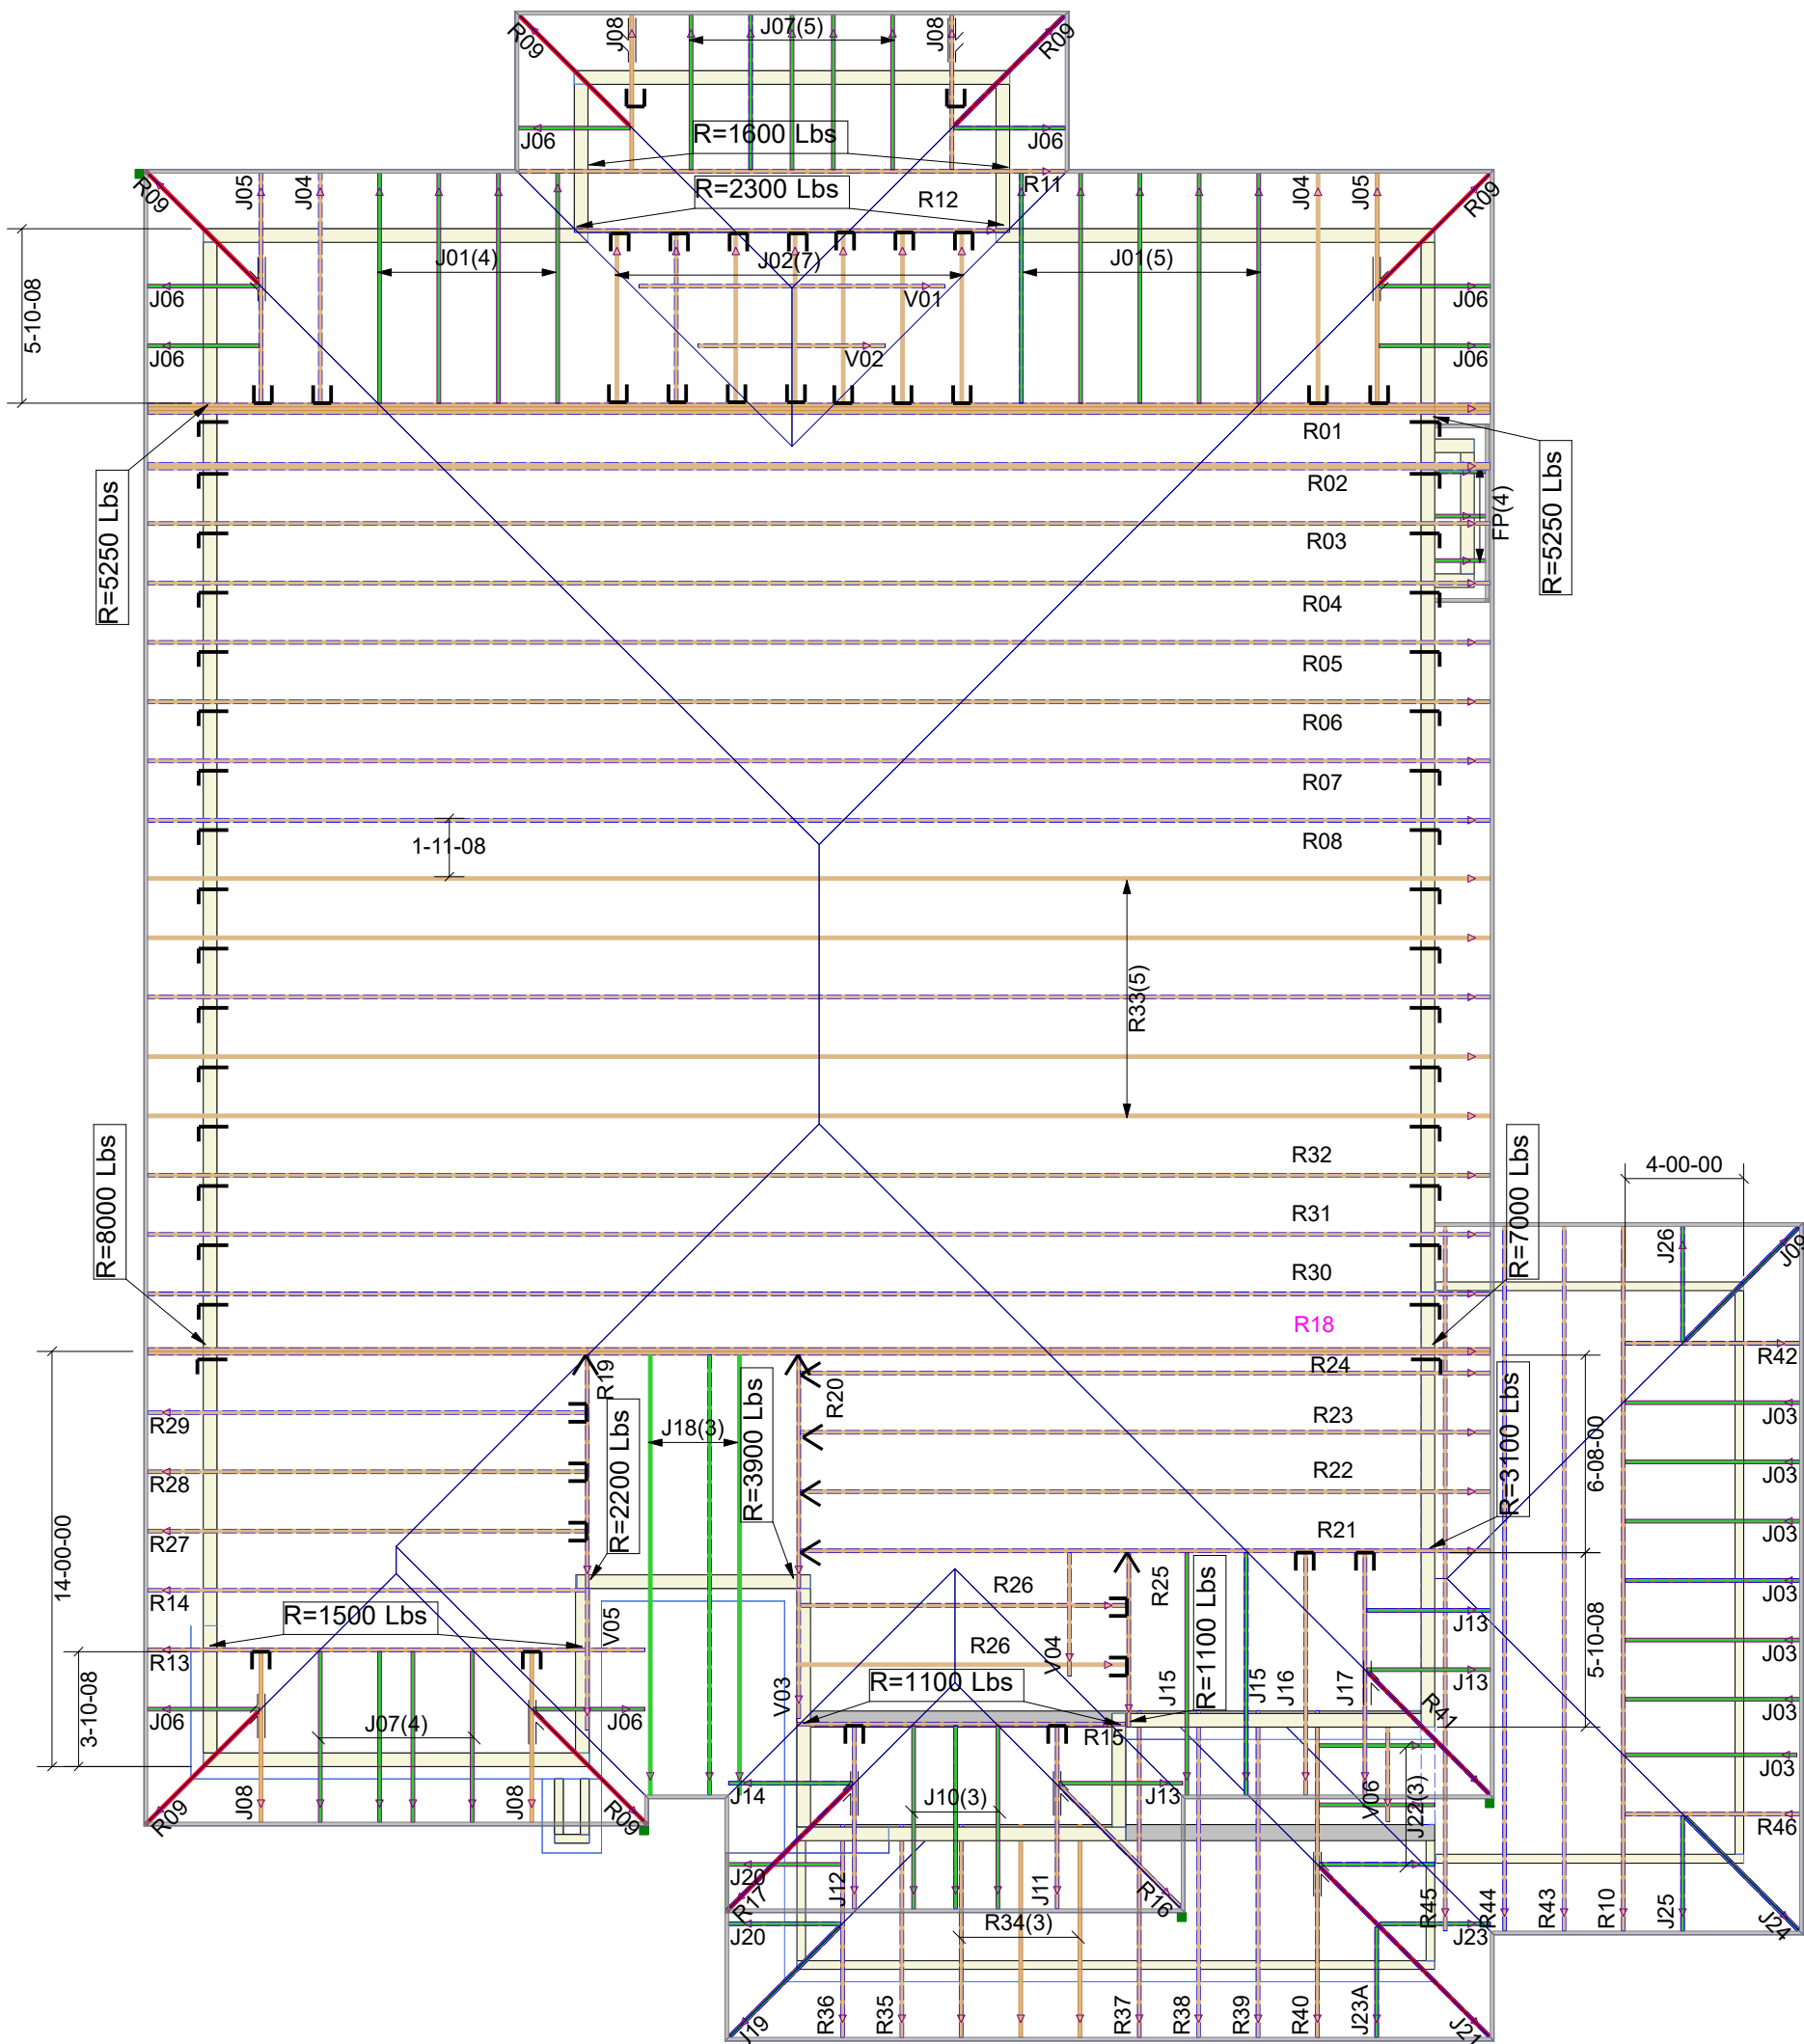 R09
J08
J07(5)
J08
R09
J06
R=1600 Lbs
J06
R09
J05
J04
R=2300 Lbs
R12
R11
J04
J05
R09
5-10-08
J01(4)
J02(7)
J01(5)
J06
V01
J06
J06
V02
J06
R01
R=5250 Lbs
R02
FP(4)
R=5250 Lbs
R03
R04
R05
R06
R07
1-11-08
R08
R33(5)
R32
R=8000 Lbs
R=7000 Lbs
4-00-00
R31
J26
J09
R30
R18
R42
R19
R20
R24
R29
J18(3)
R23
R=3100 Lbs
J03
R=2200 Lbs
R=3900 Lbs
6-08-00
R28
R22
J03
R27
R21
J03
14-00-00
R14
R=1500 Lbs
V05
R26
R25
R=1100 Lbs
J03
J13
R13
R26
V04
5-10-08
J03
R=1100 Lbs
J15
J15
J16
J17
J13
3-10-08
J06
J07(4)
J06
V03
R15
R41
J03
J03
R09
J08
J08
R09
J14
J10(3)
J13
V06
J22(3)
R46
J20
R17
J12
J11
R16
J20
R34(3)
R45
R44
R43
R10
J25
J24
J23
J19
R36
R35
R37
R38
R39
R40
J23A
J21